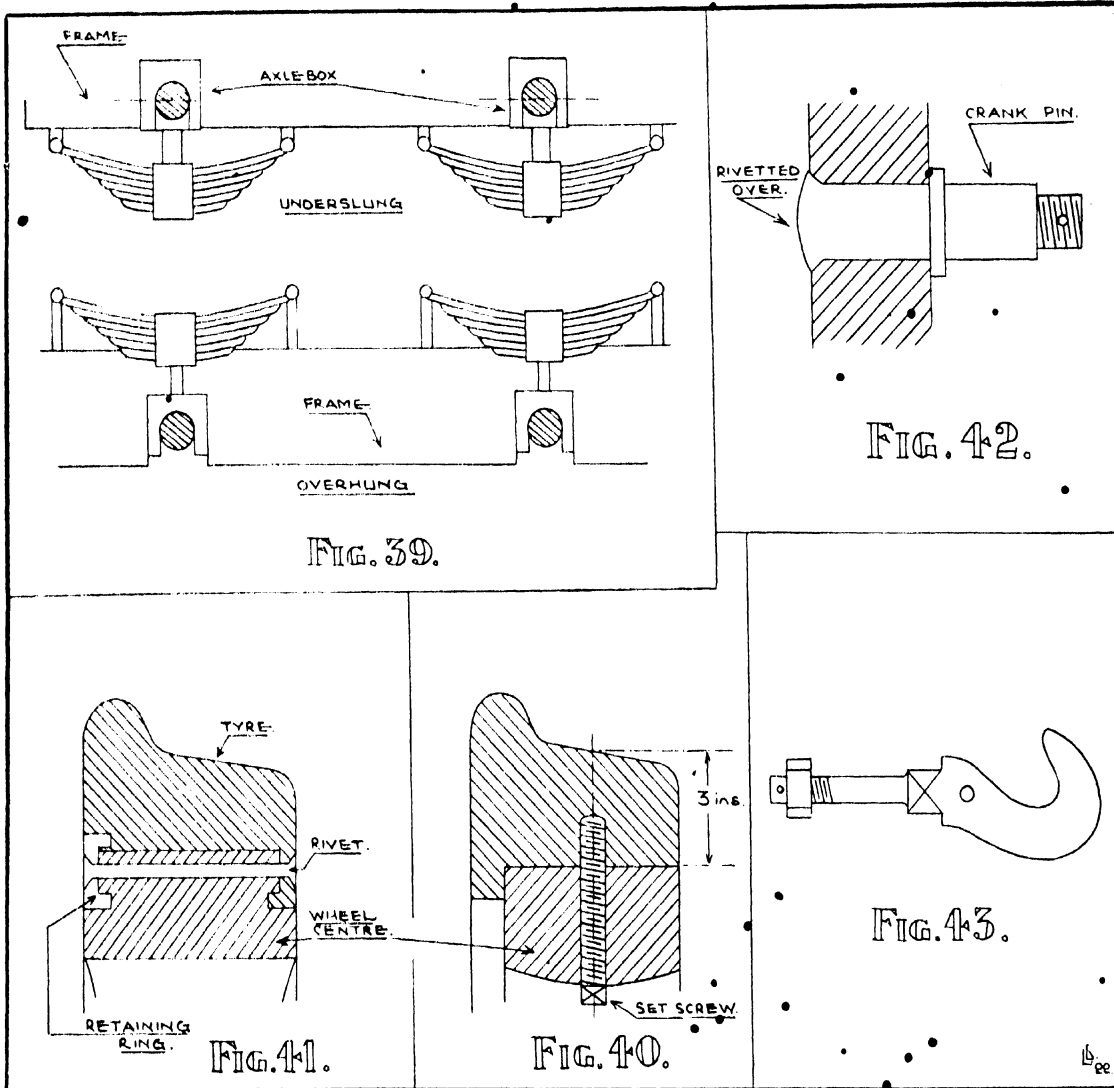 FRAME
AXLE-BOX
UNDERSLUNG
FRAME
OVERHUNG
FIG. 39.
CRANK PIN.
RIVETTED
OVER.
FIG. 42.
TYRE
RIVET.
WHEEL
CENTRE.
RETAINING
RING.
FIG. 41.
3 ins.
SET SCREW.
FIG. 40.
FIG. 43.